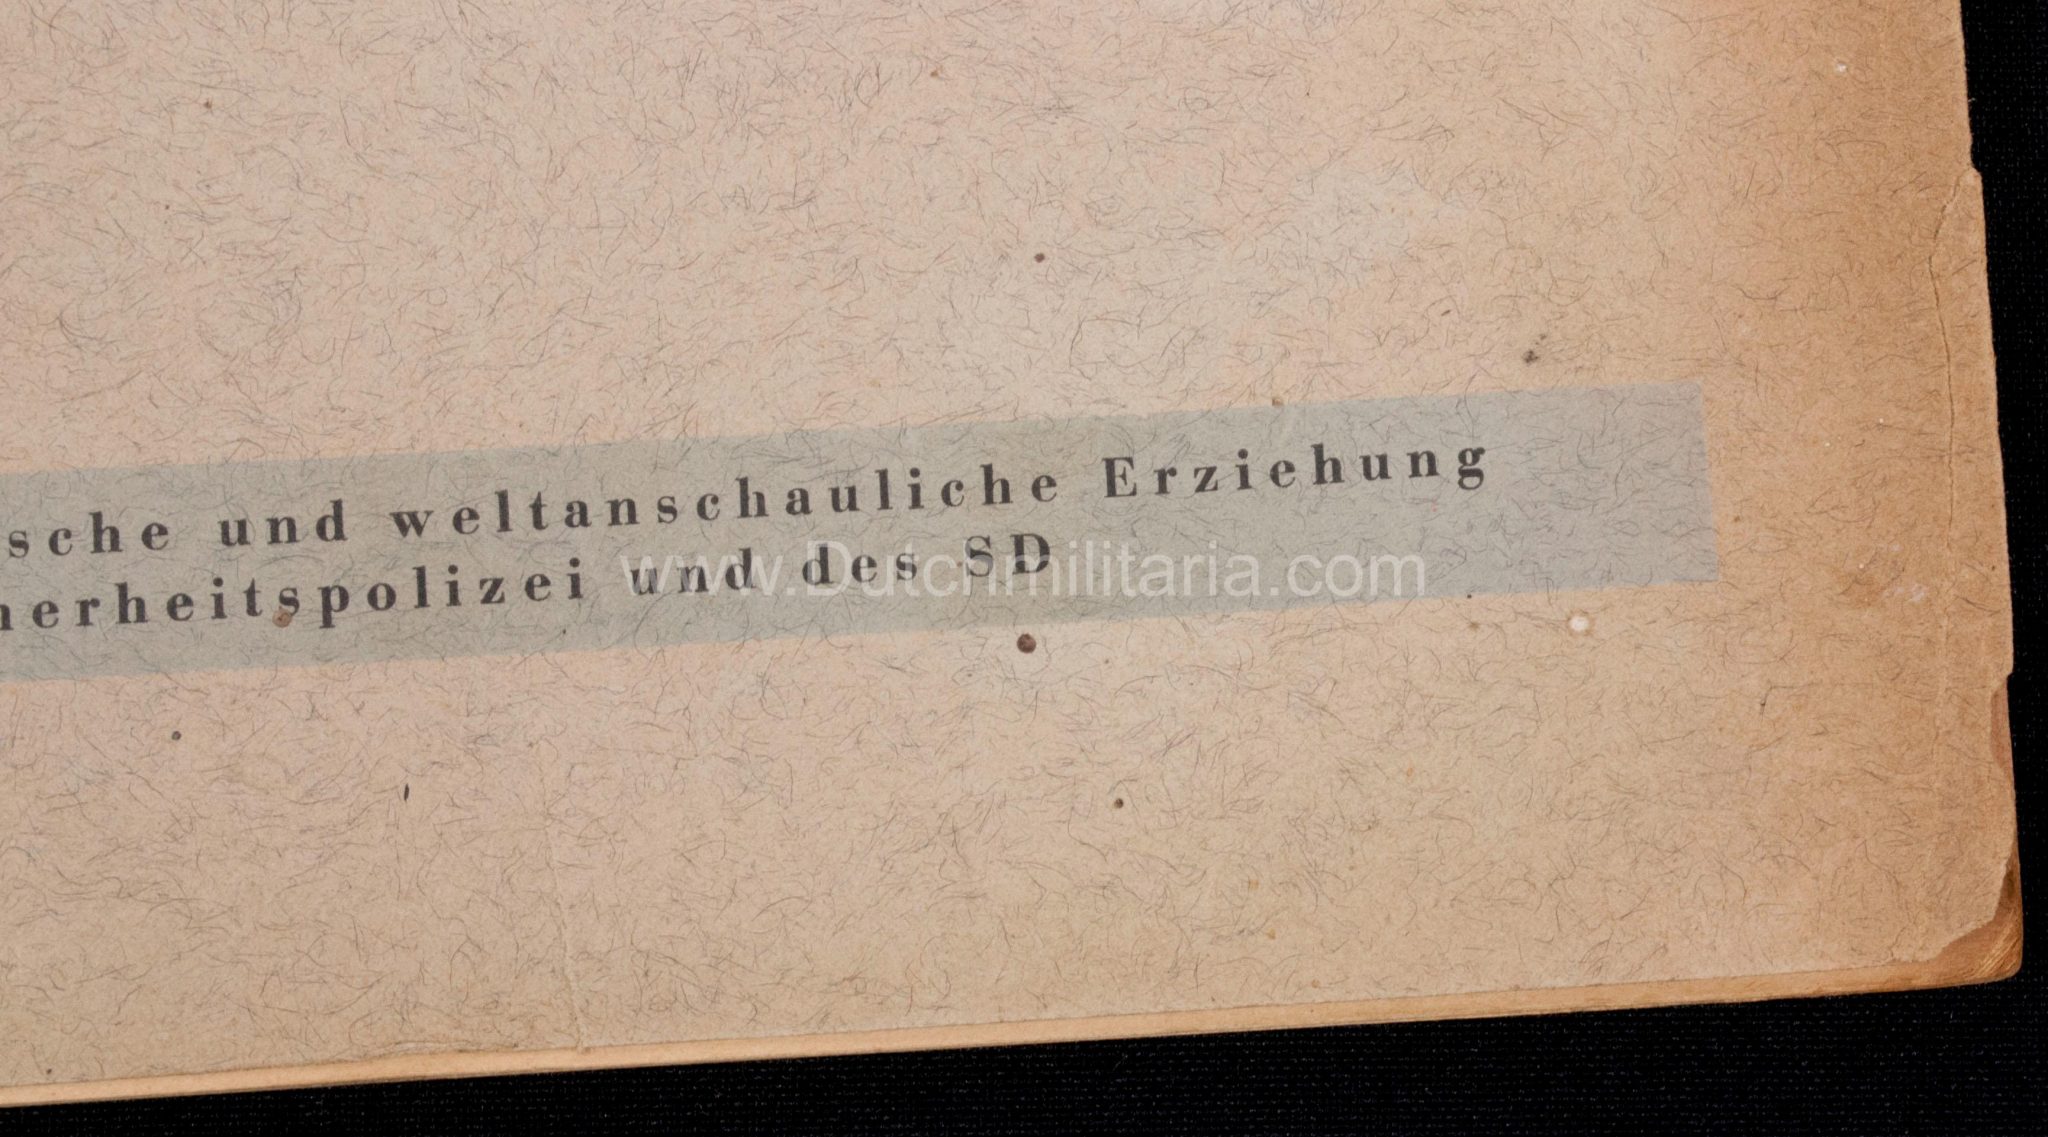 sche und weltanschauliche Erziehung
herheitspolizei und des SD
www.Dutchmilitaria.com